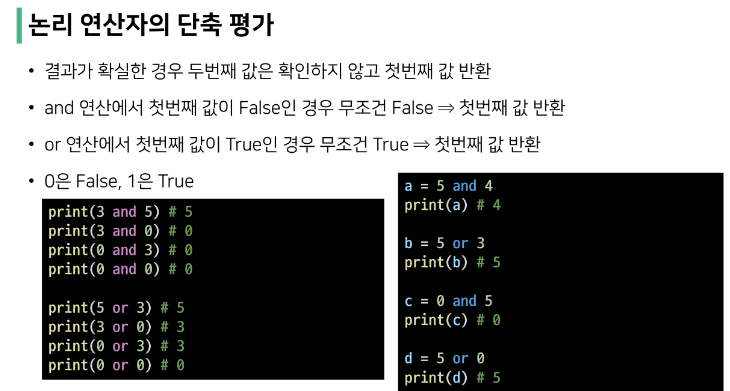 논리 연산자의 단축 평가
• 결과가 확실한 경우 두번째 값은 확인하지 않고 첫번째 값 반환
• and 연산에서 첫번째 값이 False인 경우 무조건 False ⇒ 첫번째 값 반환
• or 연산에서 첫번째 값이 True인 경우 무조건 True ⇒ 첫번째 값 반환
• 0은 False, 1은 True
print(3 and 5) # 5
print(3 and 0) # 0
print(0 and 3) # 0
print(0 and 0) # 0
print(5 or 3) # 5
print(3 or 0) # 3
print(0 or 3) # 3
print(0 or 0) # 0
a = 5 and 4
print(a) # 4
b = 5 or 3
print(b) # 5
c = 0 and 5
print(c) # 0
d = 5 or 0
print(d) # 5